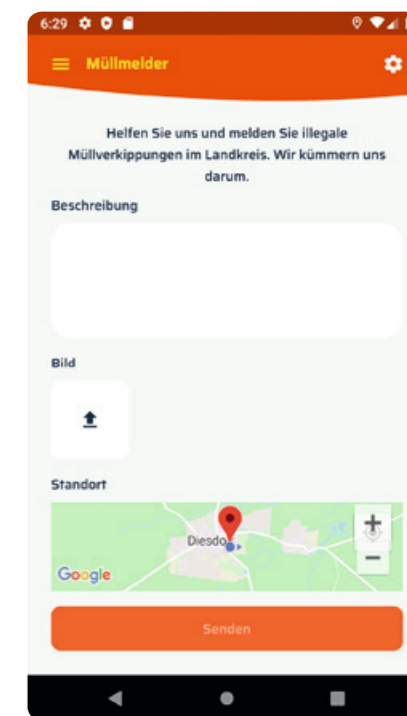 6:29
Müllmelder
Helfen Sie uns und melden Sie illegale
Müllverkippungen im Landkreis. Wir kümmern uns
darum.
Beschreibung
Bild
Standort
Diesdo
Google
Senden